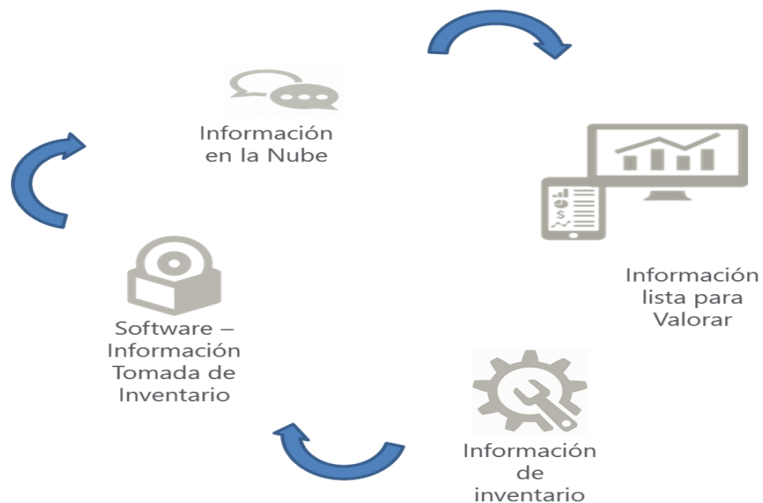 Información
en la Nube
Información
lista para
Valorar
Software –
Información
Tomada de
Inventario
Información
de
inventario